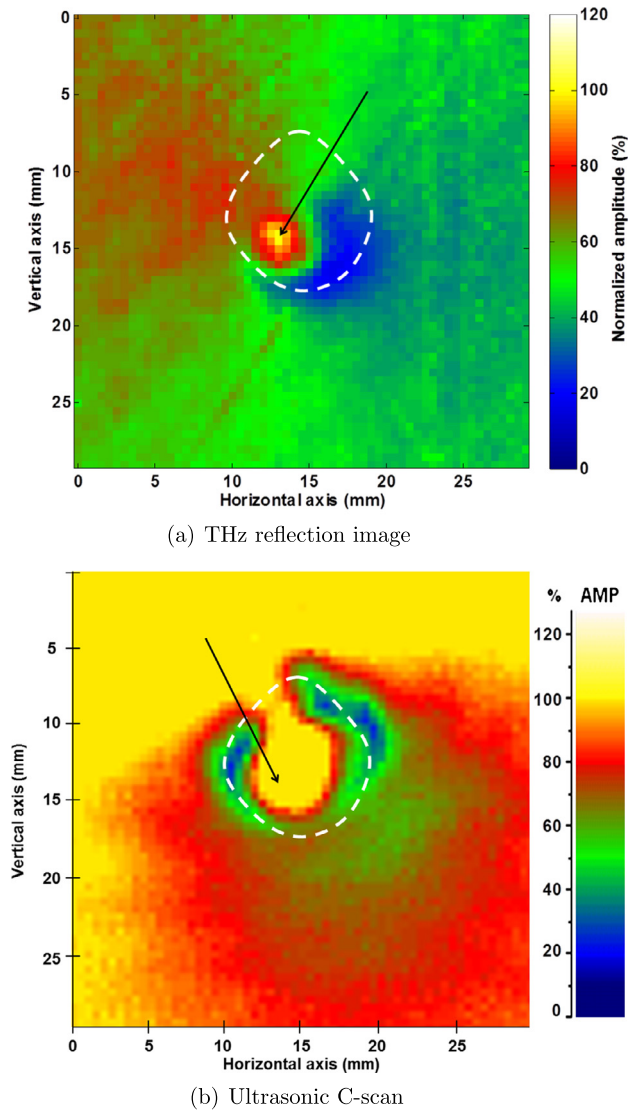 0
5
10
15
20
25
Vertical axis (mm)
0 5 10 15 20 25
Horizontal axis (mm)
120
100
80
60
40
20
0
Normalized amplitude (%)
(a) THz reflection image
5
10
15
20
25
Vertical axis (mm)
0 5 10 15 20 25
Horizontal axis (mm)
% AMP
120
100
80
60
40
20
0
(b) Ultrasonic C-scan